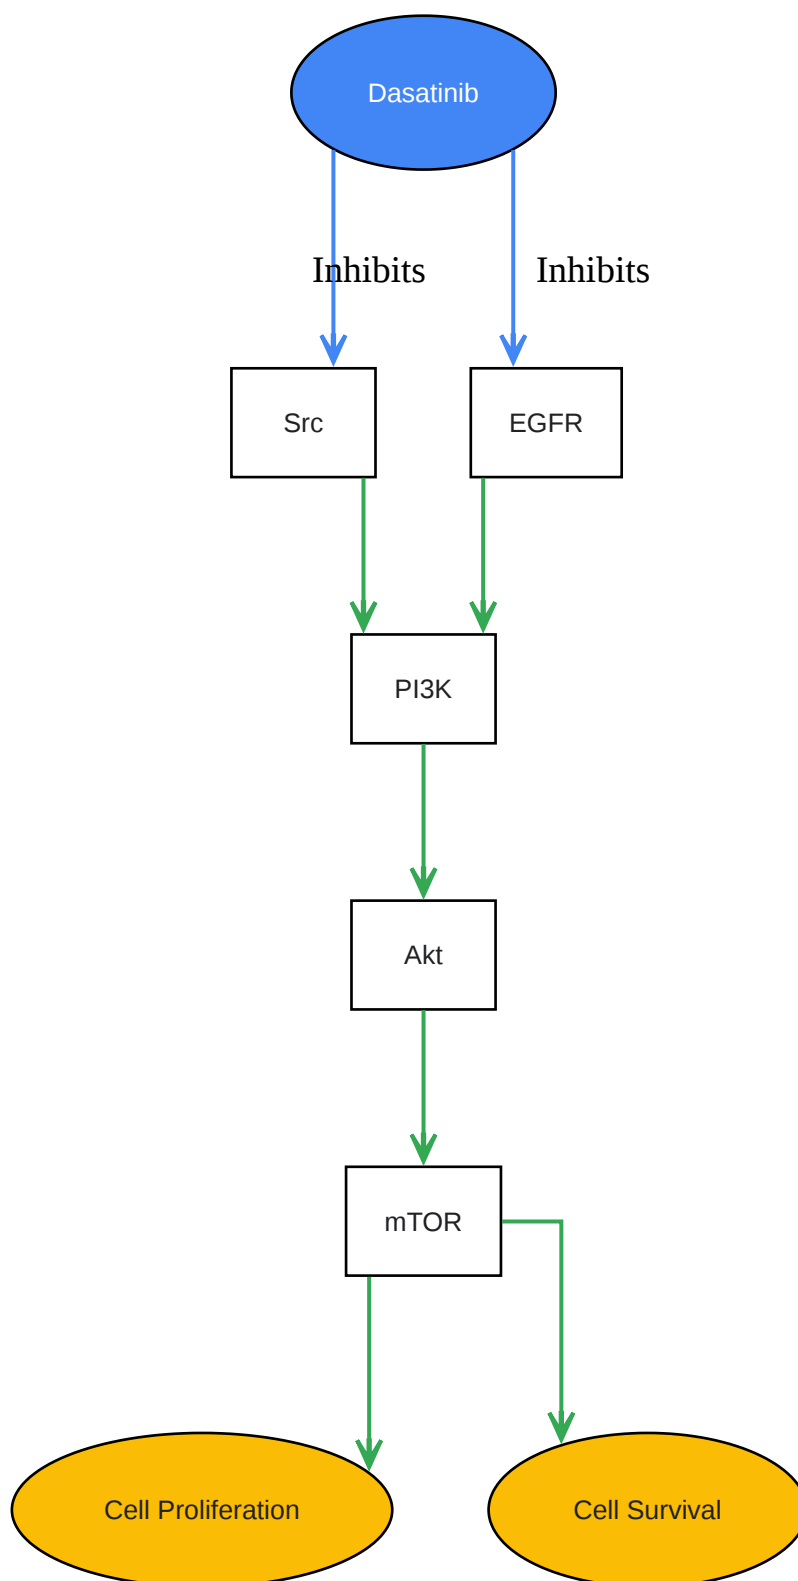 Dasatinib
Inhibits
Inhibits
Src
EGFR
PI3K
Akt
mTOR
Cell Proliferation
Cell Survival